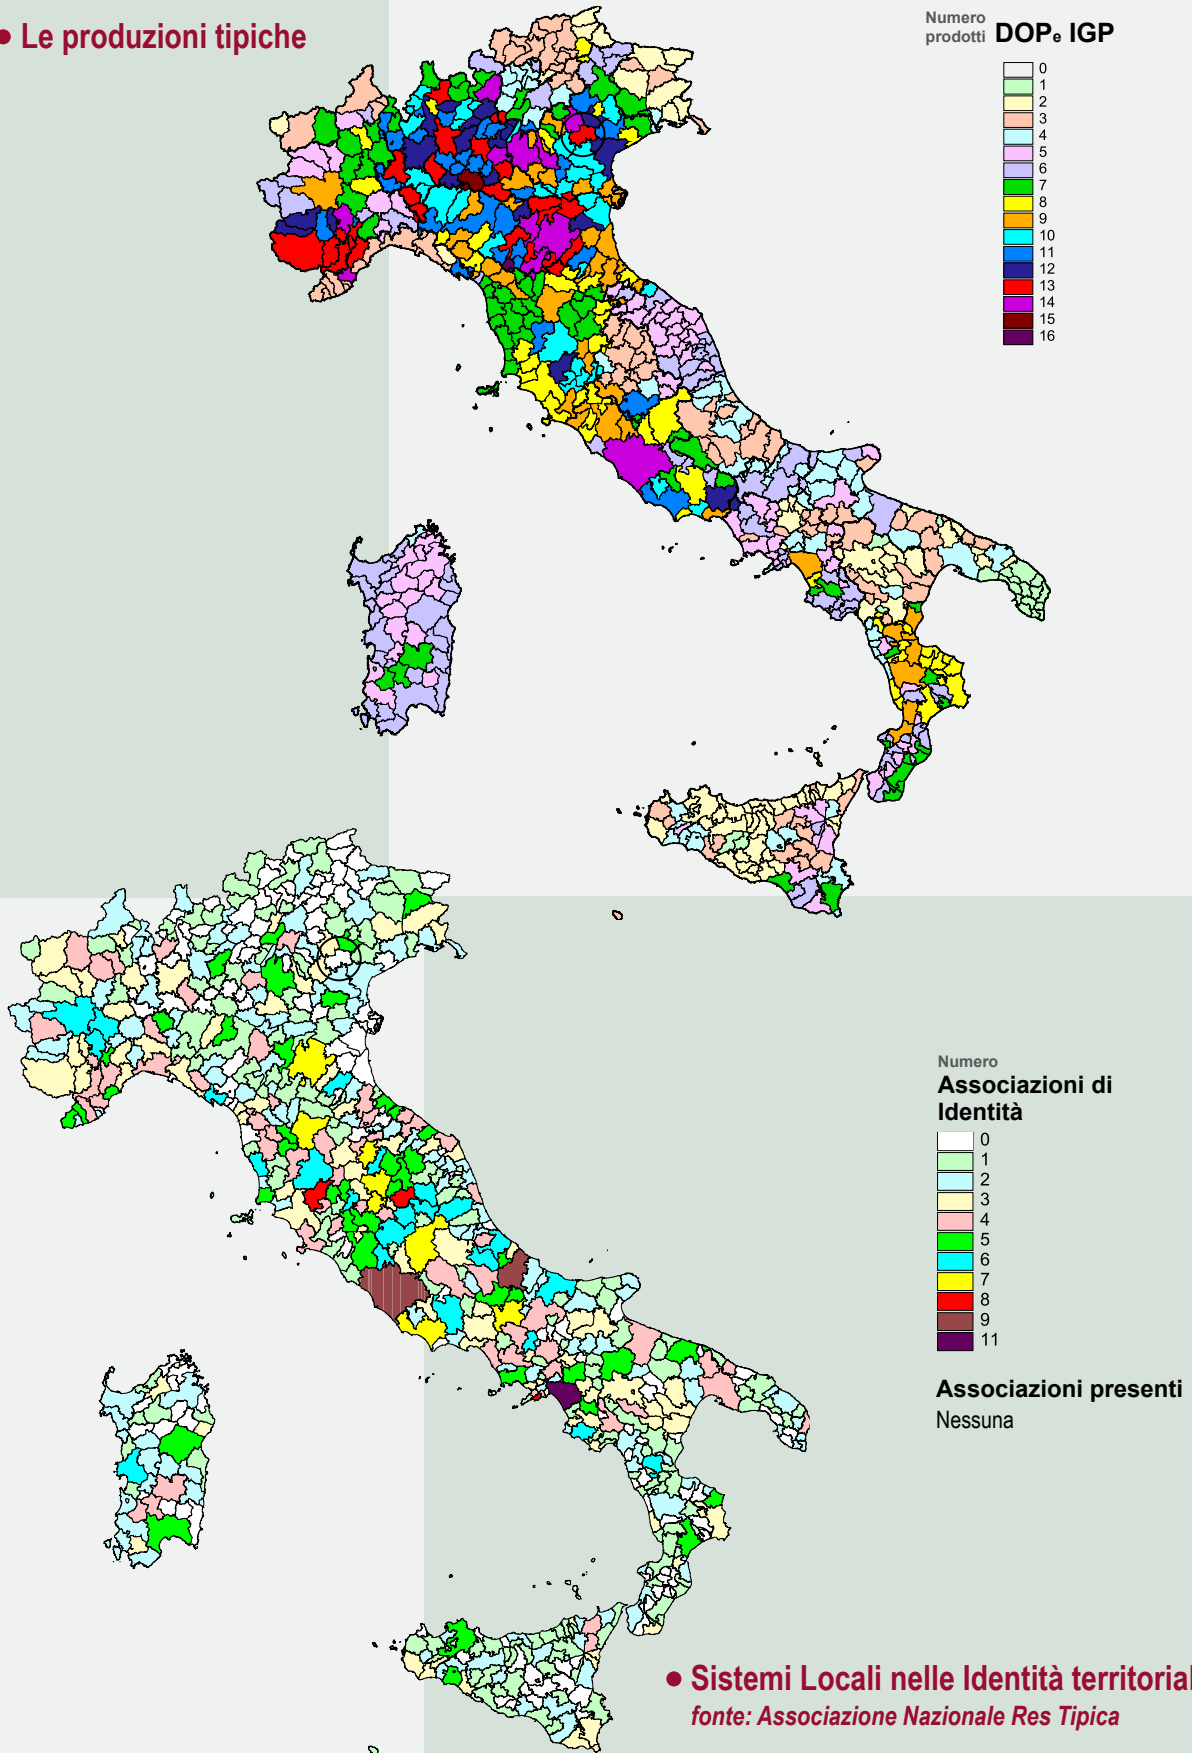 • Le produzioni tipiche
Numero
prodotti DOPe IGP
0
1
2
3
4
5
6
7
8
9
10
11
12
13
14
15
16
Numero
Associazioni di
Identità
0
1
2
3
4
5
6
7
8
9
11
Associazioni presenti
Nessuna
• Sistemi Locali nelle Identità territorial
fonte: Associazione Nazionale Res Tipica